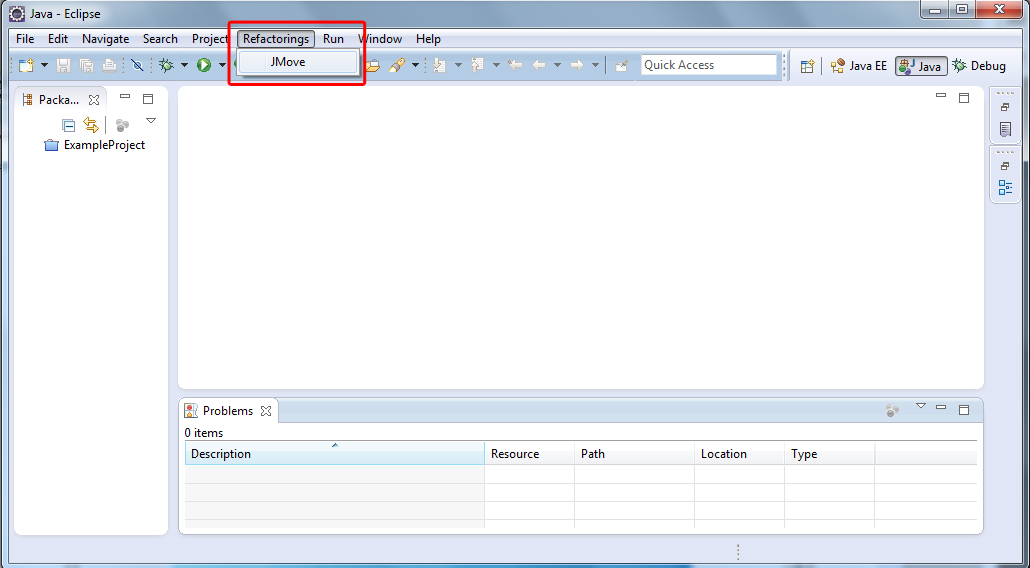 Java - Eclipse
File Edit Navigate Search Project Refactorings Run Window Help
JMove
Quick Access
Java EE Java Debug
Packa...
ExampleProject
Problems
0 items
Description Resource Path Location Type